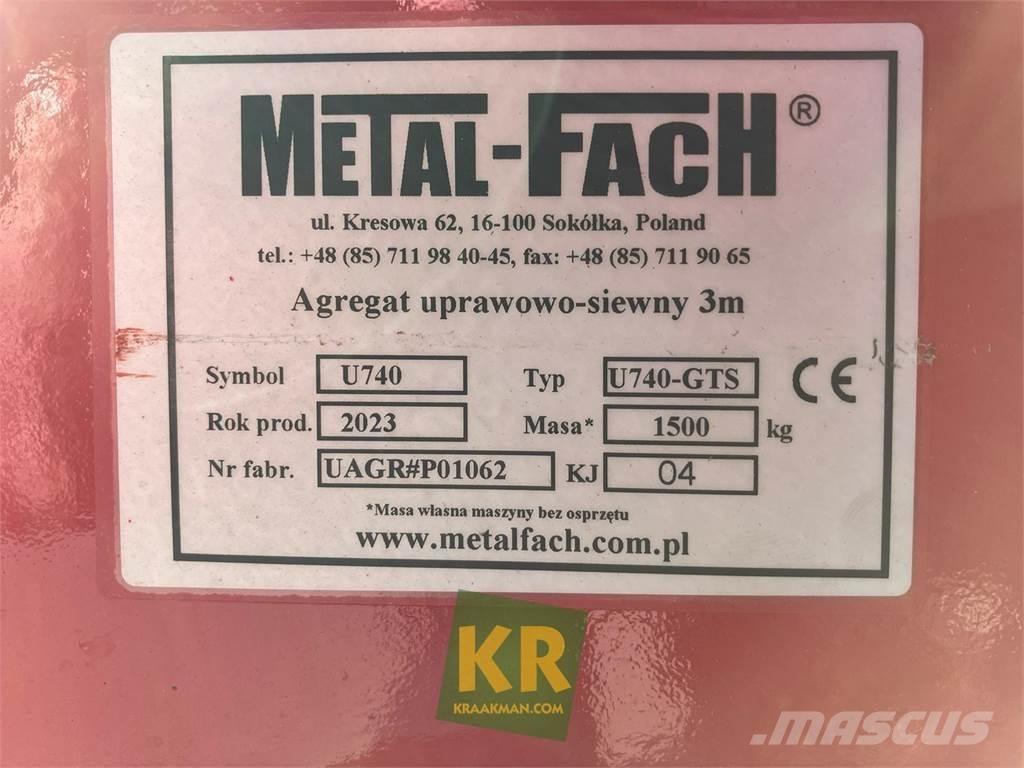 METAL-FACH®
ul. Kresowa 62, 16-100 Sokółka, Poland
tel.: +48 (85) 711 98 40-45, fax: +48 (85) 711 90 65
Agregat uprawowo-siewny 3m
Symbol U740 Typ U740-GTS CE
Rok prod. 2023 Masa* 1500 kg
Nr fabr. UAGR#P01062 KJ 04
*Masa własna maszyny bez osprzętu
www.metalfach.com.pl
KR
KRAAKMAN.COM
MASCUS